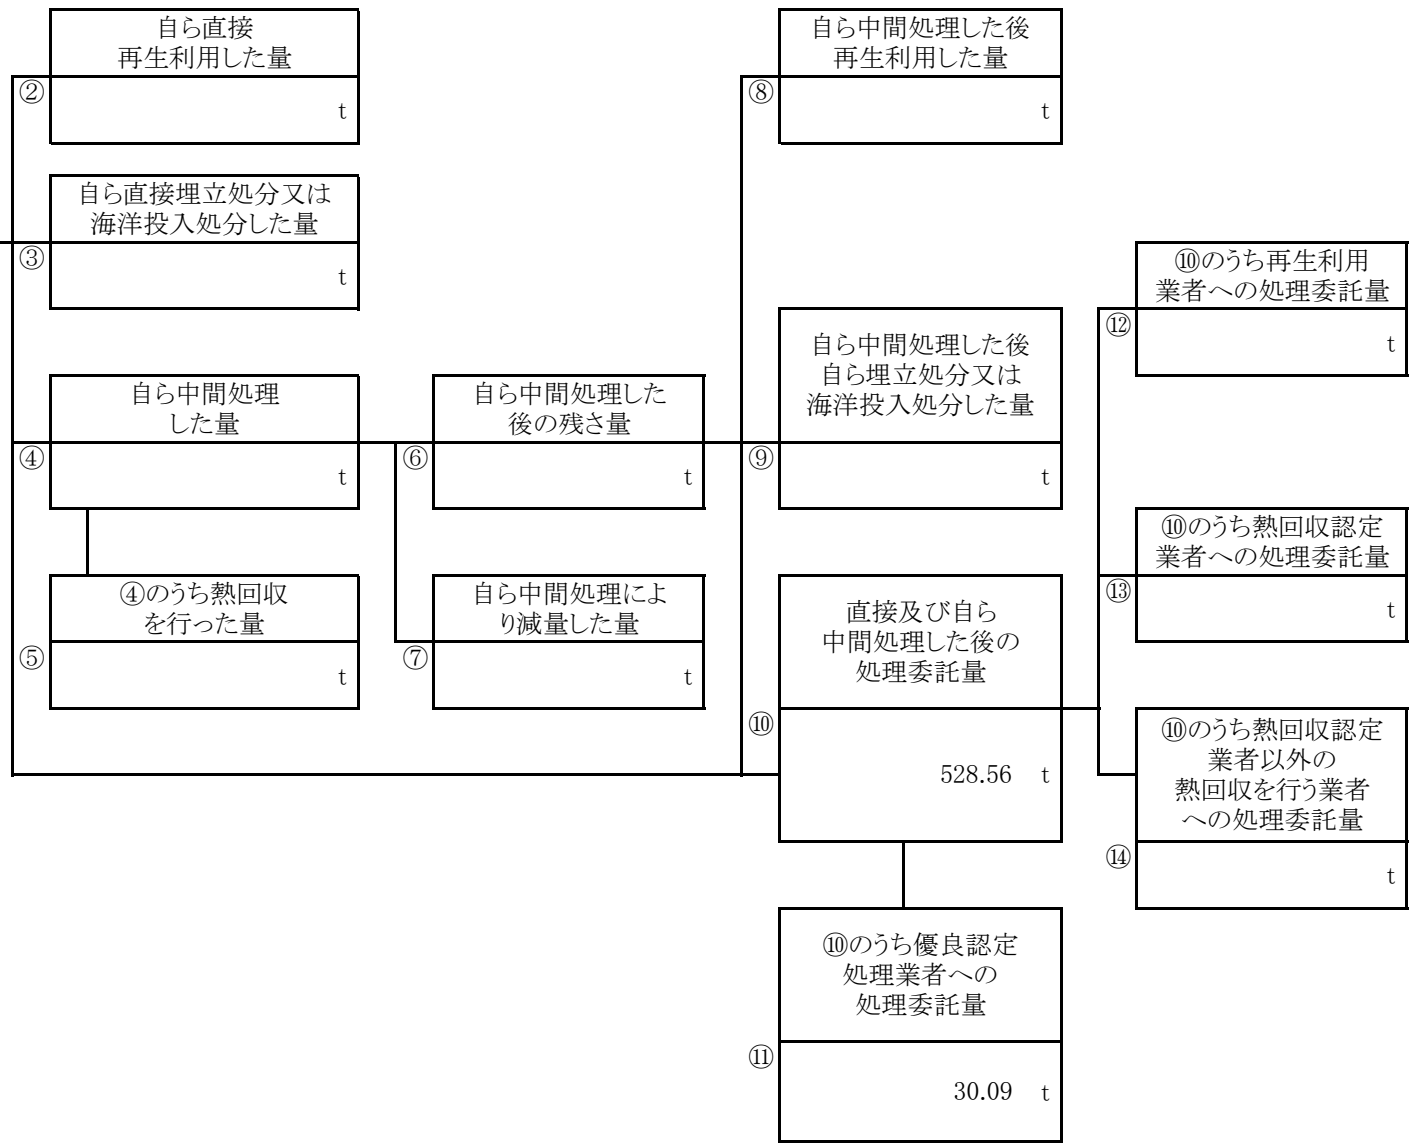 自ら直接
再生利用した量
②
t
自ら直接埋立処分又は
海洋投入処分した量
③
t
自ら中間処理
した量
④
t
④のうち熱回収
を行った量
⑤
t
自ら中間処理した
後の残さ量
⑥
t
自ら中間処理によ
り減量した量
⑦
t
自ら中間処理した後
再生利用した量
⑧
t
自ら中間処理した後
自ら埋立処分又は
海洋投入処分した量
⑨
t
直接及び自ら
中間処理した後の
処理委託量
⑩
528.56 t
⑩のうち優良認定
処理業者への
処理委託量
⑪
30.09 t
⑩のうち再生利用
業者への処理委託量
⑫
t
⑩のうち熱回収認定
業者への処理委託量
⑬
t
⑩のうち熱回収認定
業者以外の
熱回収を行う業者
への処理委託量
⑭
t